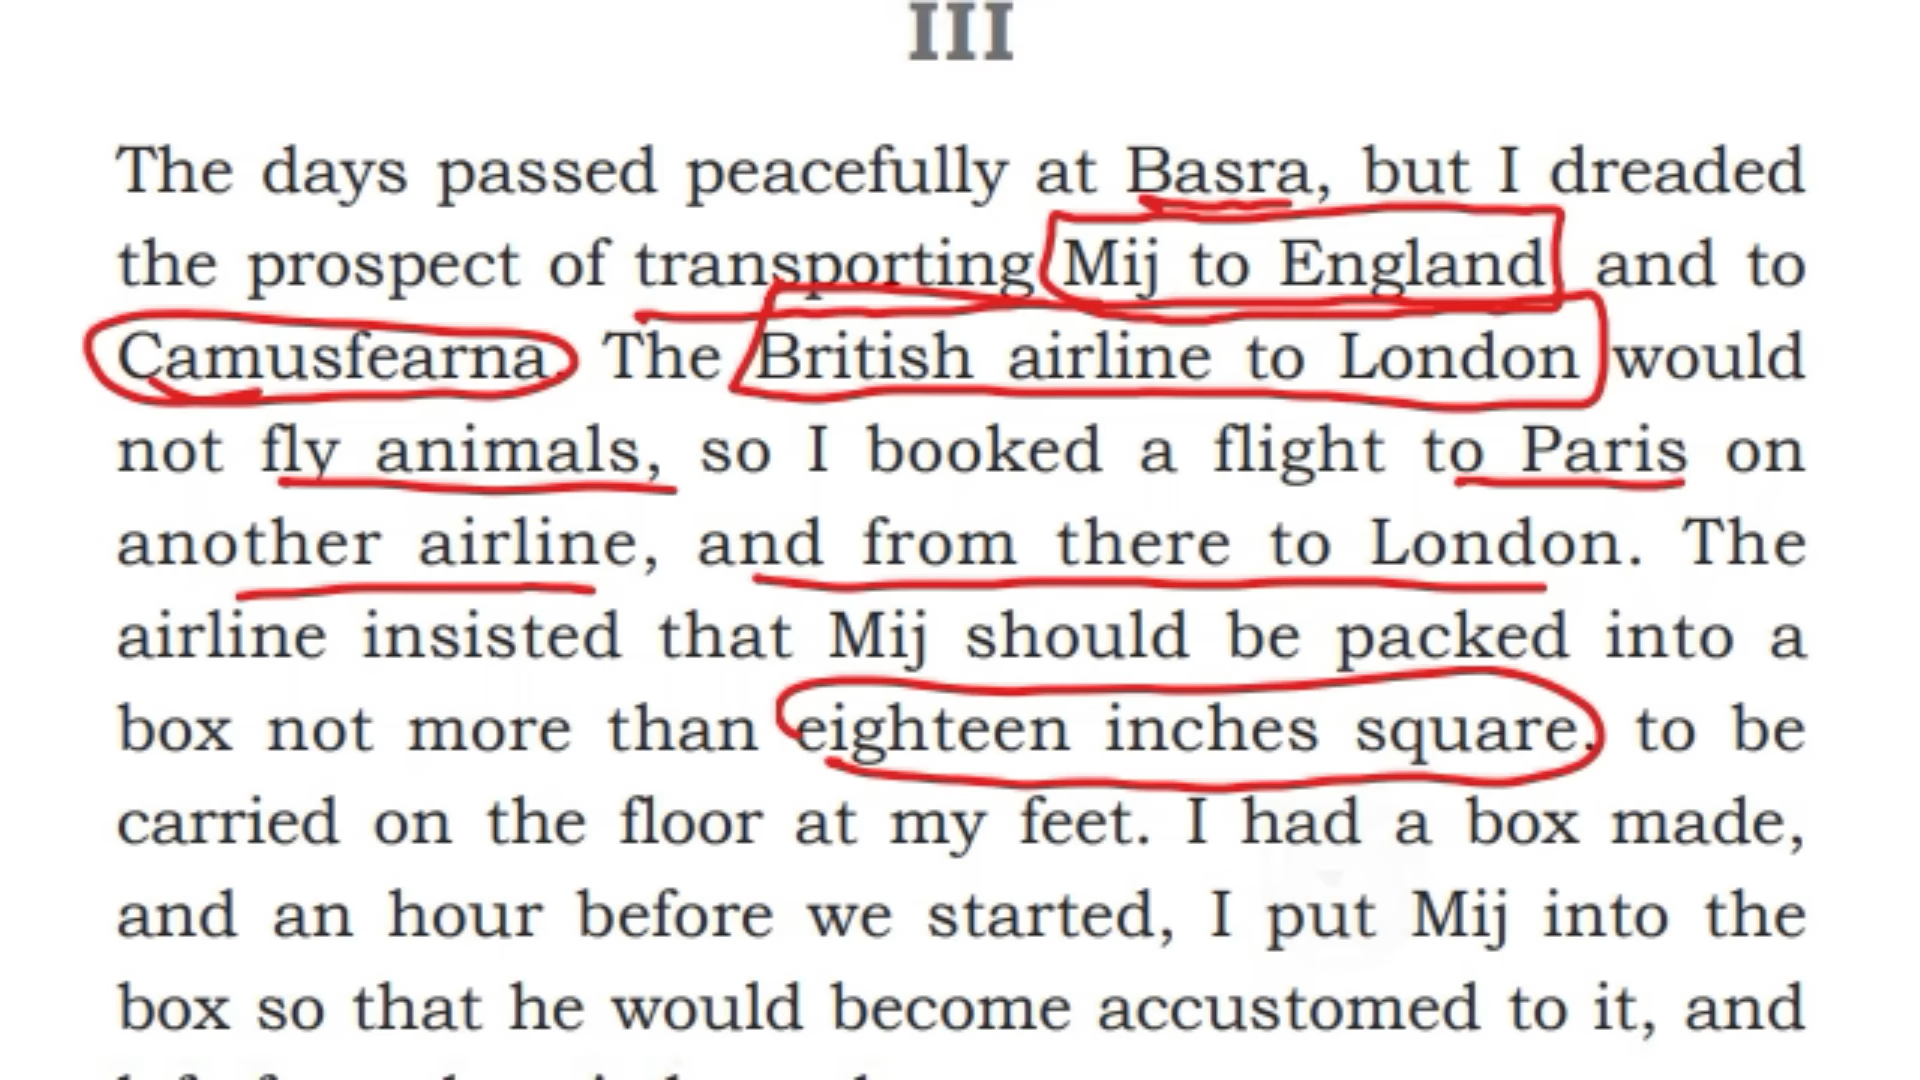 III
The days passed peacefully at Basra, but I dreaded
the prospect of transporting Mij to England and to
Camusfearna. The British airline to London would
not fly animals, so I booked a flight to Paris on
another airline, and from there to London. The
airline insisted that Mij should be packed into a
box not more than eighteen inches square, to be
carried on the floor at my feet. I had a box made,
and an hour before we started, I put Mij into the
box so that he would become accustomed to it, and